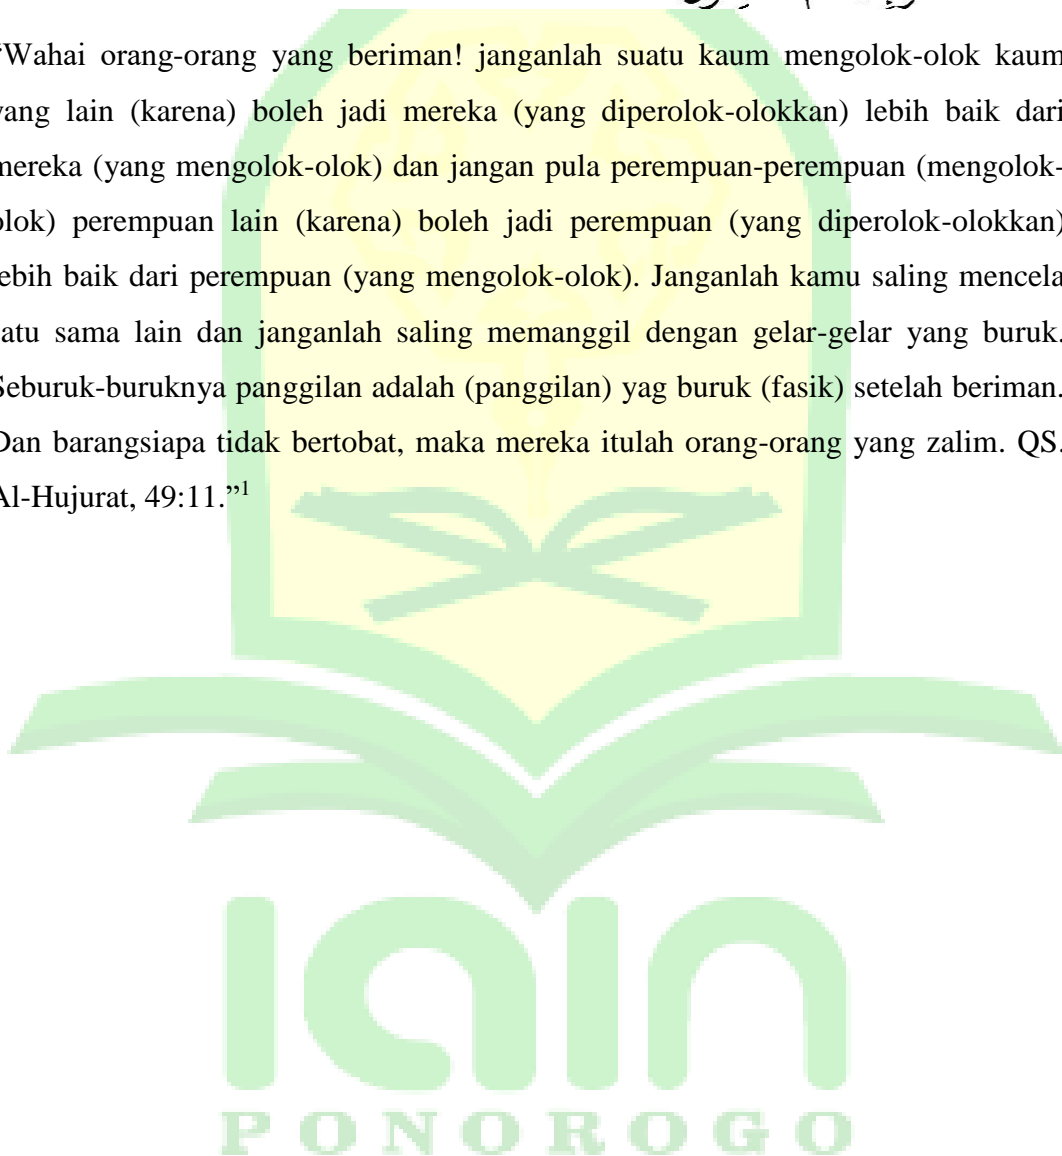 “Wahai orang-orang yang beriman! janganlah suatu kaum mengolok-olok kaum
yang lain (karena) boleh jadi mereka (yang diperolok-olokkan) lebih baik dari
mereka (yang mengolok-olok) dan jangan pula perempuan-perempuan (mengolok-
olok) perempuan lain (karena) boleh jadi perempuan (yang diperolok-olokkan)
lebih baik dari perempuan (yang mengolok-olok). Janganlah kamu saling mencela
satu sama lain dan janganlah saling memanggil dengan gelar-gelar yang buruk.
Seburuk-buruknya panggilan adalah (panggilan) yag buruk (fasik) setelah beriman.
Dan barangsiapa tidak bertobat, maka mereka itulah orang-orang yang zalim. QS.
Al-Hujurat, 49:11.”1
iain
PONOROGO